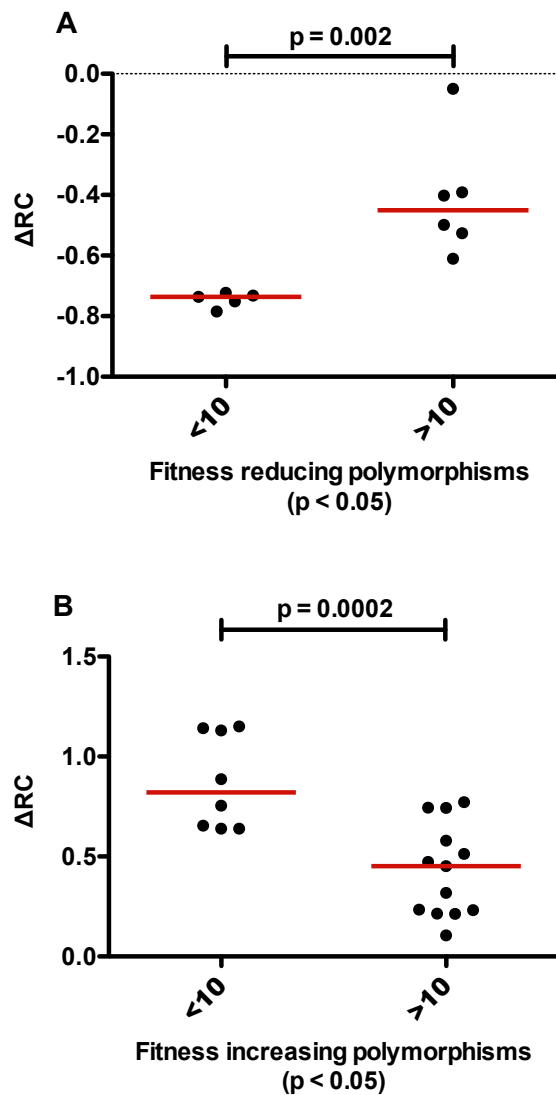 A
p = 0.002
0.0
-0.2
-0.4
-0.6
-0.8
-1.0
ΔRC
<10
>10
Fitness reducing polymorphisms
(p < 0.05)
B
p = 0.0002
1.5
1.0
0.5
0.0
ΔRC
<10
>10
Fitness increasing polymorphisms
(p < 0.05)